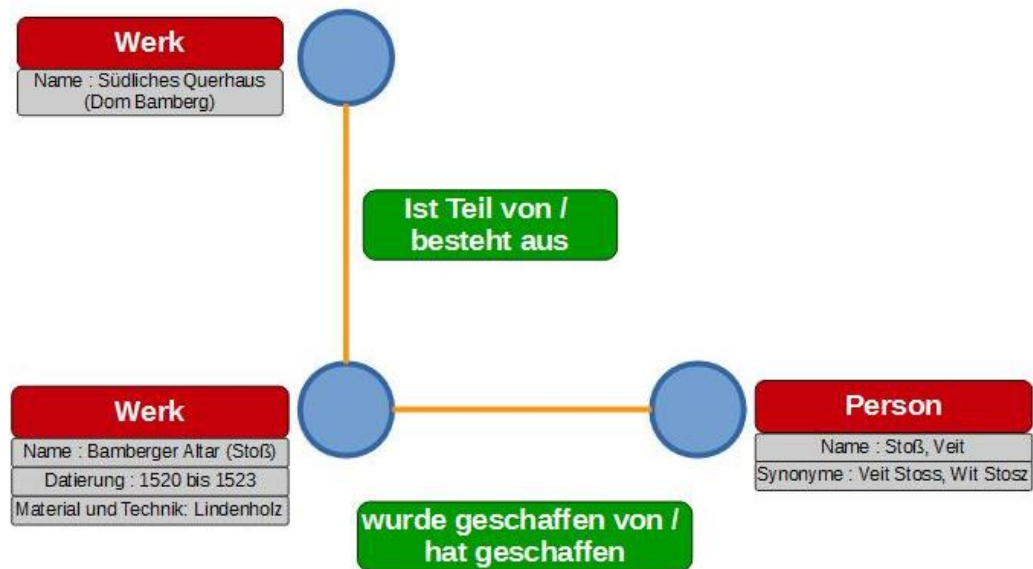 Werk
Name : Südliches Querhaus
(Dom Bamberg)
Ist Teil von /
besteht aus
Werk
Name : Bamberger Altar (Stoß)
Datierung : 1520 bis 1523
Material und Technik: Lindenholz
Person
Name : Stoß, Veit
Synonyme : Veit Stoss, Wit Stosz
wurde geschaffen von /
hat geschaffen